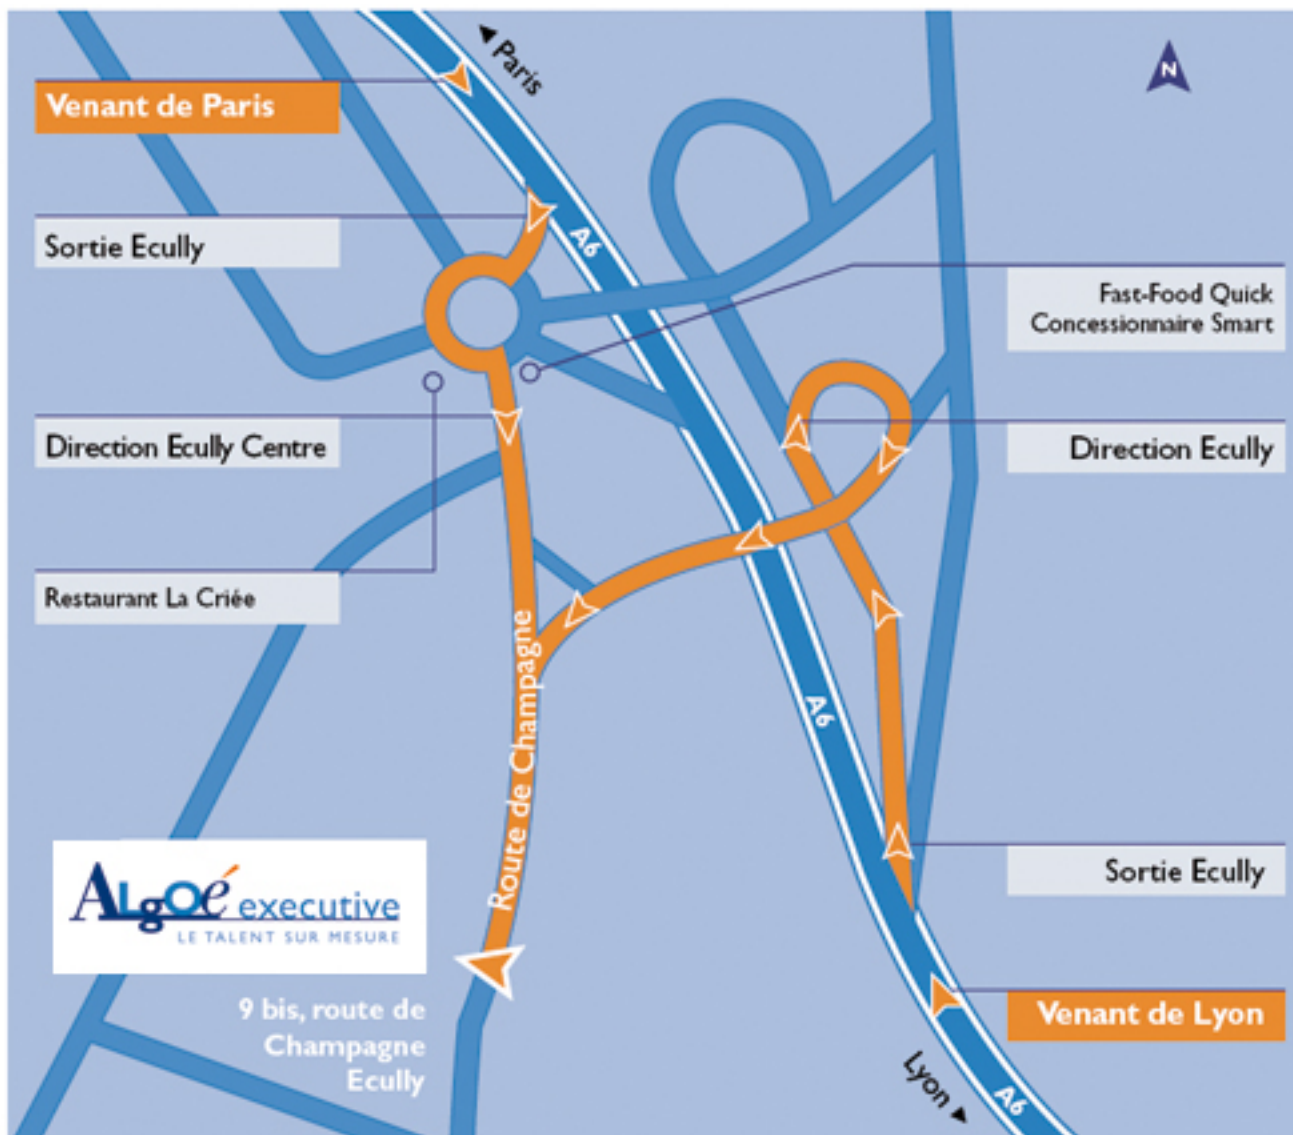 Paris
N
Venant de Paris
Sortie Ecully
A6
Fast-Food Quick
Concessionnaire Smart
Direction Ecully Centre
Direction Ecully
Restaurant La Criée
Route de Champagne
A6
Sortie Ecully
ALgOé executive
LE TALENT SUR MESURE
9 bis, route de
Champagne
Ecully
Venant de Lyon
Lyon
A6